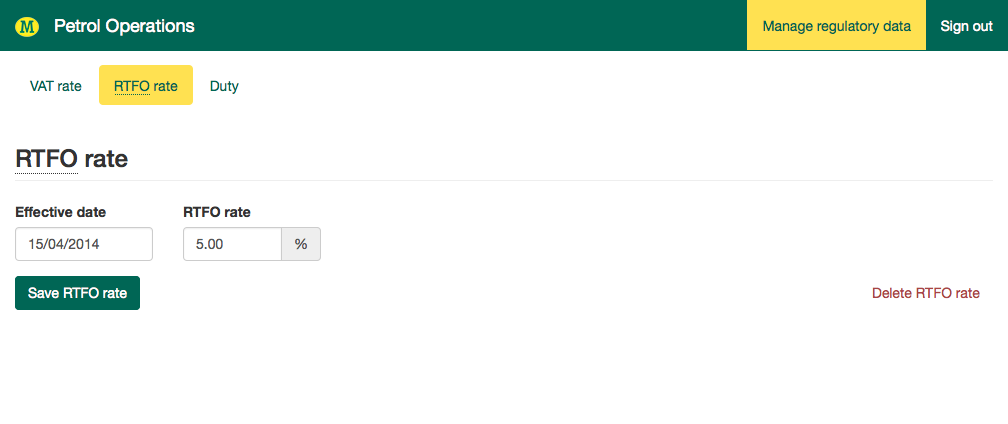 M Petrol Operations Manage regulatory data Sign out
VAT rate RTFO rate Duty
RTFO rate
Effective date RTFO rate
15/04/2014 5.00 %
Save RTFO rate Delete RTFO rate